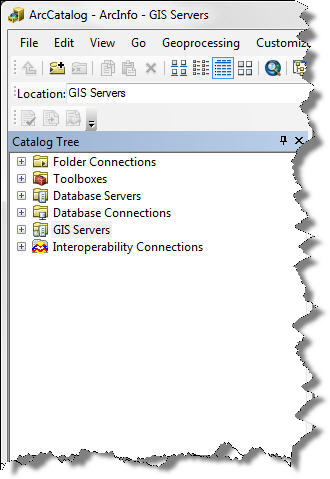 ArcCatalog - ArcInfo - GIS Servers
File Edit View Go Geoprocessing Customiz
Location: GIS Servers
Catalog Tree
Folder Connections
Toolboxes
Database Servers
Database Connections
GIS Servers
Interoperability Connections